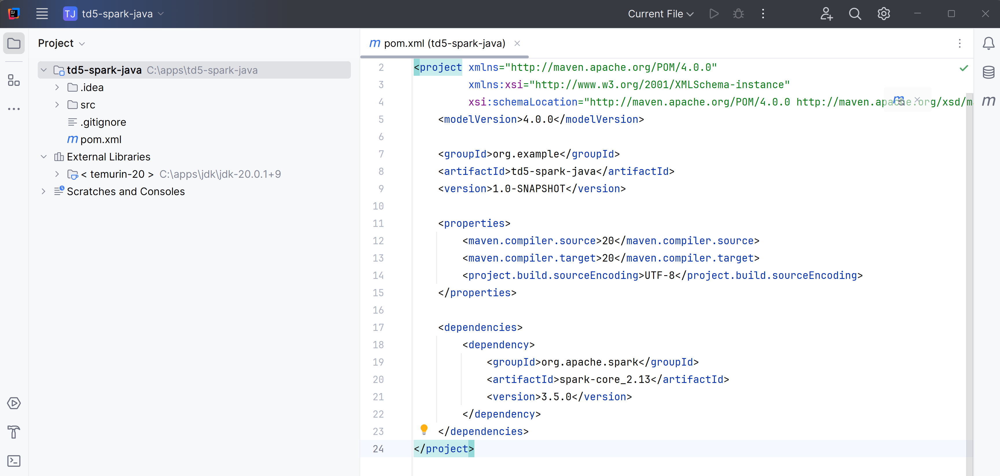 TJ td5-spark-java Current File
Project
td5-spark-java C:\apps\td5-spark-java
.idea
src
.gitignore
m pom.xml
External Libraries
< temurin-20 > C:\apps\jdk\jdk-20.0.1+9
Scratches and Consoles
m pom.xml (td5-spark-java)
2 <project xmlns="http://maven.apache.org/POM/4.0.0"
3 xmlns:xsi="http://www.w3.org/2001/XMLSchema-instance"
4 xsi:schemaLocation="http://maven.apache.org/POM/4.0.0 http://maven.apache.org/xsd/m
5 <modelVersion>4.0.0</modelVersion>
6
7 <groupId>org.example</groupId>
8 <artifactId>td5-spark-java</artifactId>
9 <version>1.0-SNAPSHOT</version>
10
11 <properties>
12 <maven.compiler.source>20</maven.compiler.source>
13 <maven.compiler.target>20</maven.compiler.target>
14 <project.build.sourceEncoding>UTF-8</project.build.sourceEncoding>
15 </properties>
16
17 <dependencies>
18 <dependency>
19 <groupId>org.apache.spark</groupId>
20 <artifactId>spark-core_2.13</artifactId>
21 <version>3.5.0</version>
22 </dependency>
23 </dependencies>
24 </project>